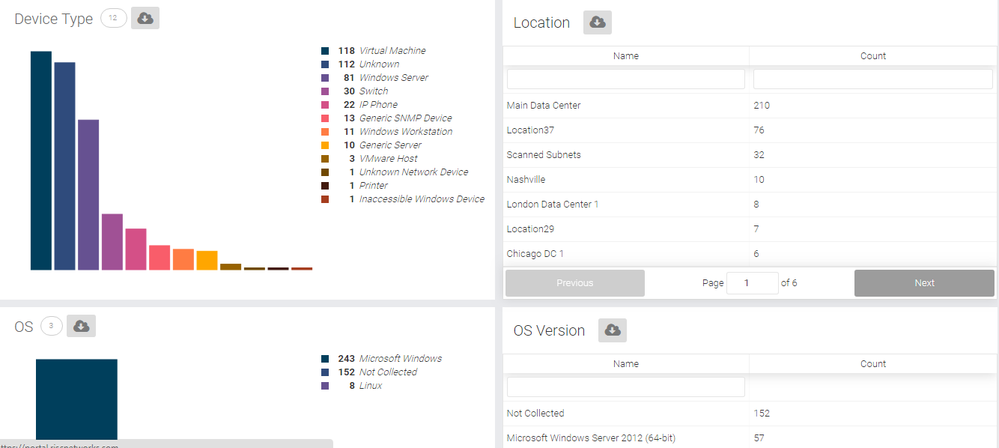 Device Type 12
118 Virtual Machine
112 Unknown
81 Windows Server
30 Switch
22 IP Phone
13 Generic SNMP Device
11 Windows Workstation
10 Generic Server
3 VMware Host
1 Unknown Network Device
1 Printer
1 Inaccessible Windows Device
Location
Name Count
Main Data Center 210
Location37 76
Scanned Subnets 32
Nashville 10
London Data Center 1 8
Location29 7
Chicago DC 1 6
Previous Page 1 of 6 Next
OS 3
243 Microsoft Windows
152 Not Collected
8 Linux
OS Version
Name Count
Not Collected 152
Microsoft Windows Server 2012 (64-bit) 57